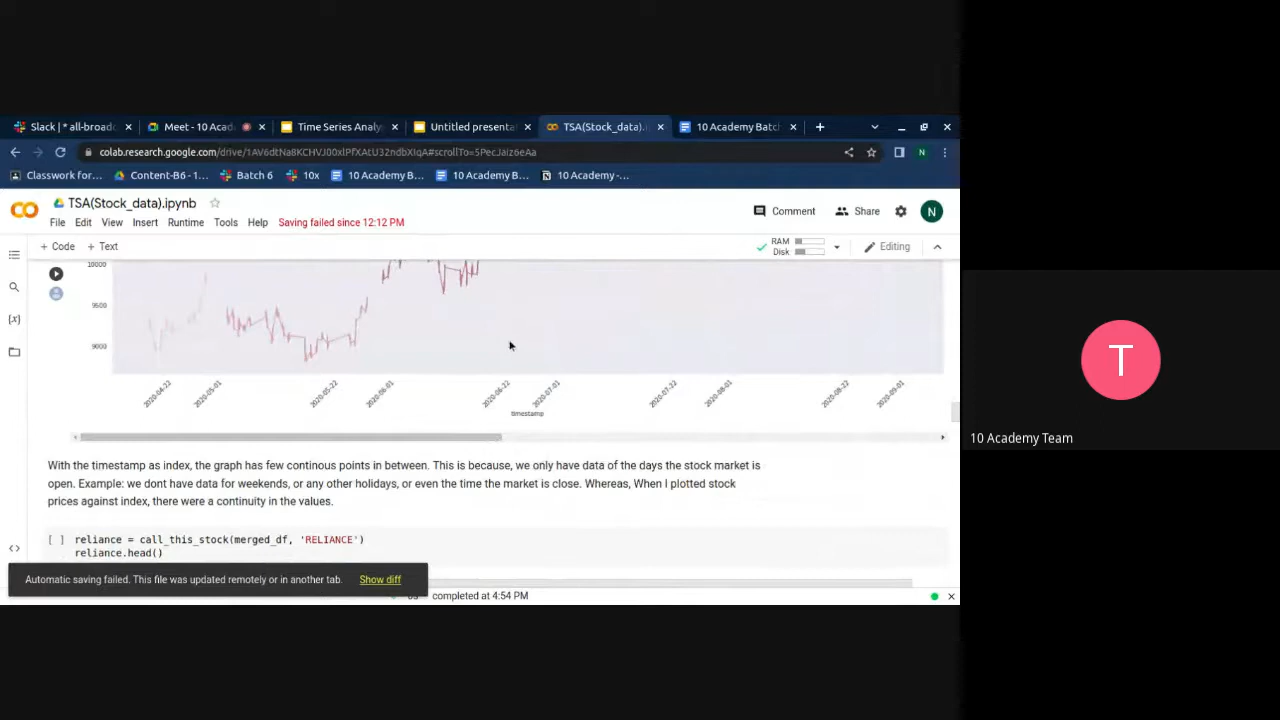 Slack | * all-broad
Meet - 10 Acad
Time Series Analy
Untitled presenta
TSA(Stock_data).i
10 Academy Batc
colab.research.google.com/drive/1AV6dtNa8KCHVJ00xlPfXAtU32ndbXIqA#scrollTo=5PecJaiz6eAa
Classwork for...
Content-B6 - 1...
Batch 6
10x
10 Academy B...
10 Academy B...
10 Academy -...
TSA(Stock_data).ipynb
File Edit View Insert Runtime Tools Help Saving failed since 12:12 PM
Comment
Share
N
+ Code + Text
RAM
Disk
Editing
10000
9500
9000
2020-04-22
2020-05-01
2020-05-22
2020-06-01
2020-06-22
2020-07-01
2020-07-22
2020-08-01
2020-08-22
2020-09-01
timestamp
With the timestamp as index, the graph has few continous points in between. This is because, we only have data of the days the stock market is
open. Example: we dont have data for weekends, or any other holidays, or even the time the market is close. Whereas, When I plotted stock
prices against index, there were a continuity in the values.
[ ] reliance = call_this_stock(merged_df, 'RELIANCE')
reliance.head()
Automatic saving failed. This file was updated remotely or in another tab. Show diff
completed at 4:54 PM
T
10 Academy Team